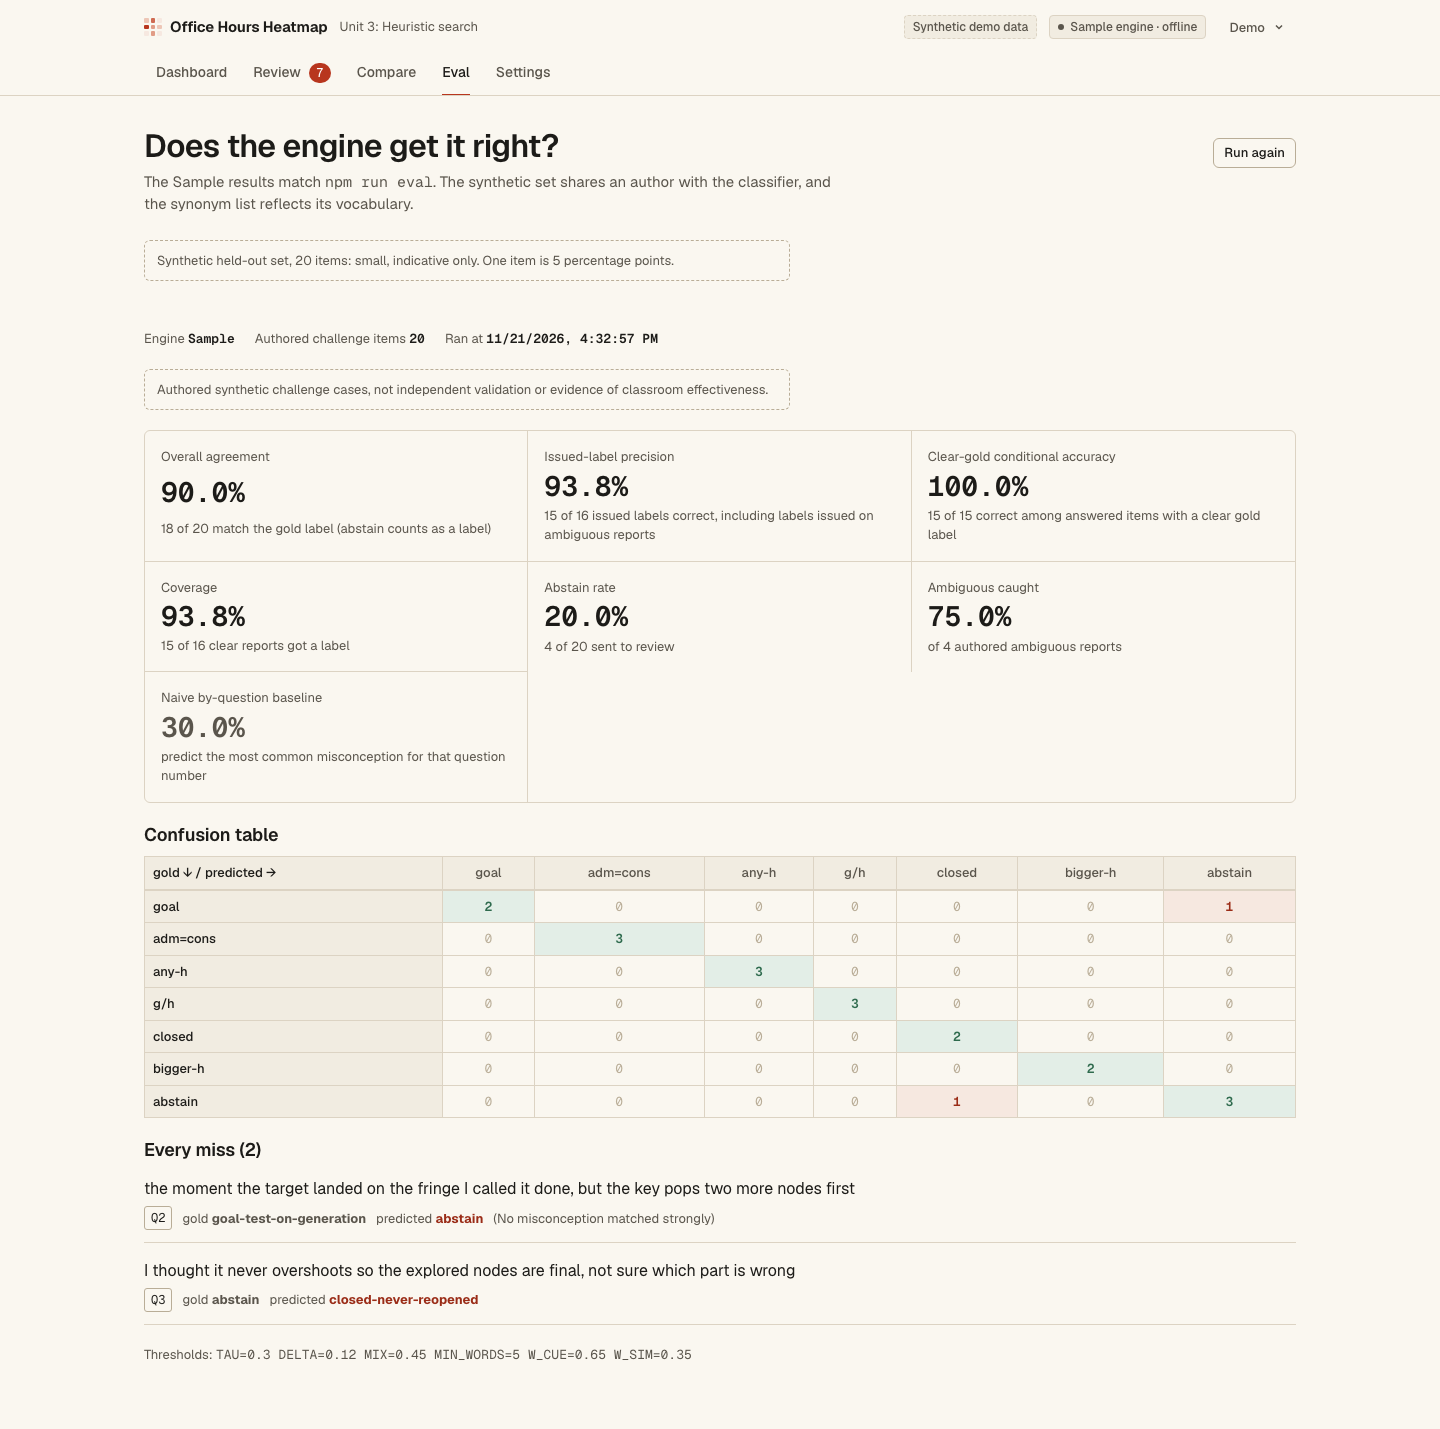 Office Hours Heatmap Unit 3: Heuristic search Synthetic demo data Sample engine · offline Demo
Dashboard Review 7 Compare Eval Settings
Does the engine get it right?
Run again
The Sample results match npm run eval. The synthetic set shares an author with the classifier, and
the synonym list reflects its vocabulary.
Synthetic held-out set, 20 items: small, indicative only. One item is 5 percentage points.
Engine Sample Authored challenge items 20 Ran at 11/21/2026, 4:32:57 PM
Authored synthetic challenge cases, not independent validation or evidence of classroom effectiveness.
Overall agreement
90.0%
18 of 20 match the gold label (abstain counts as a label)
Issued-label precision
93.8%
15 of 16 issued labels correct, including labels issued on
ambiguous reports
Clear-gold conditional accuracy
100.0%
15 of 15 correct among answered items with a clear gold
label
Coverage
93.8%
15 of 16 clear reports got a label
Abstain rate
20.0%
4 of 20 sent to review
Ambiguous caught
75.0%
of 4 authored ambiguous reports
Naive by-question baseline
30.0%
predict the most common misconception for that question
number
Confusion table
gold ↓ / predicted → goal adm=cons any-h g/h closed bigger-h abstain
goal 2 0 0 0 0 0 1
adm=cons 0 3 0 0 0 0 0
any-h 0 0 3 0 0 0 0
g/h 0 0 0 3 0 0 0
closed 0 0 0 0 2 0 0
bigger-h 0 0 0 0 0 2 0
abstain 0 0 0 0 1 0 3
Every miss (2)
the moment the target landed on the fringe I called it done, but the key pops two more nodes first
Q2 gold goal-test-on-generation predicted abstain (No misconception matched strongly)
I thought it never overshoots so the explored nodes are final, not sure which part is wrong
Q3 gold abstain predicted closed-never-reopened
Thresholds: TAU=0.3 DELTA=0.12 MIX=0.45 MIN_WORDS=5 W_CUE=0.65 W_SIM=0.35